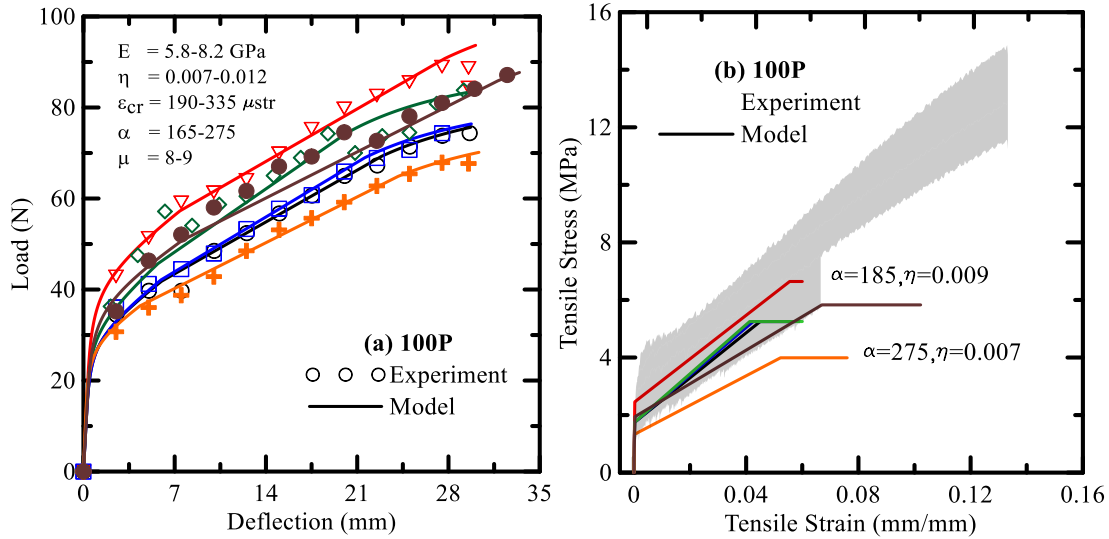 100
80
60
40
20
0
0
7
14
21
28
35
Load (N)
Deflection (mm)
E = 5.8-8.2 GPa
η = 0.007-0.012
εcr = 190-335 μstr
α = 165-275
μ = 8-9
(a) 100P
Experiment
Model
16
12
8
4
0
0
0.04
0.08
0.12
0.16
Tensile Stress (MPa)
Tensile Strain (mm/mm)
(b) 100P
Experiment
Model
α=185,η=0.009
α=275,η=0.007